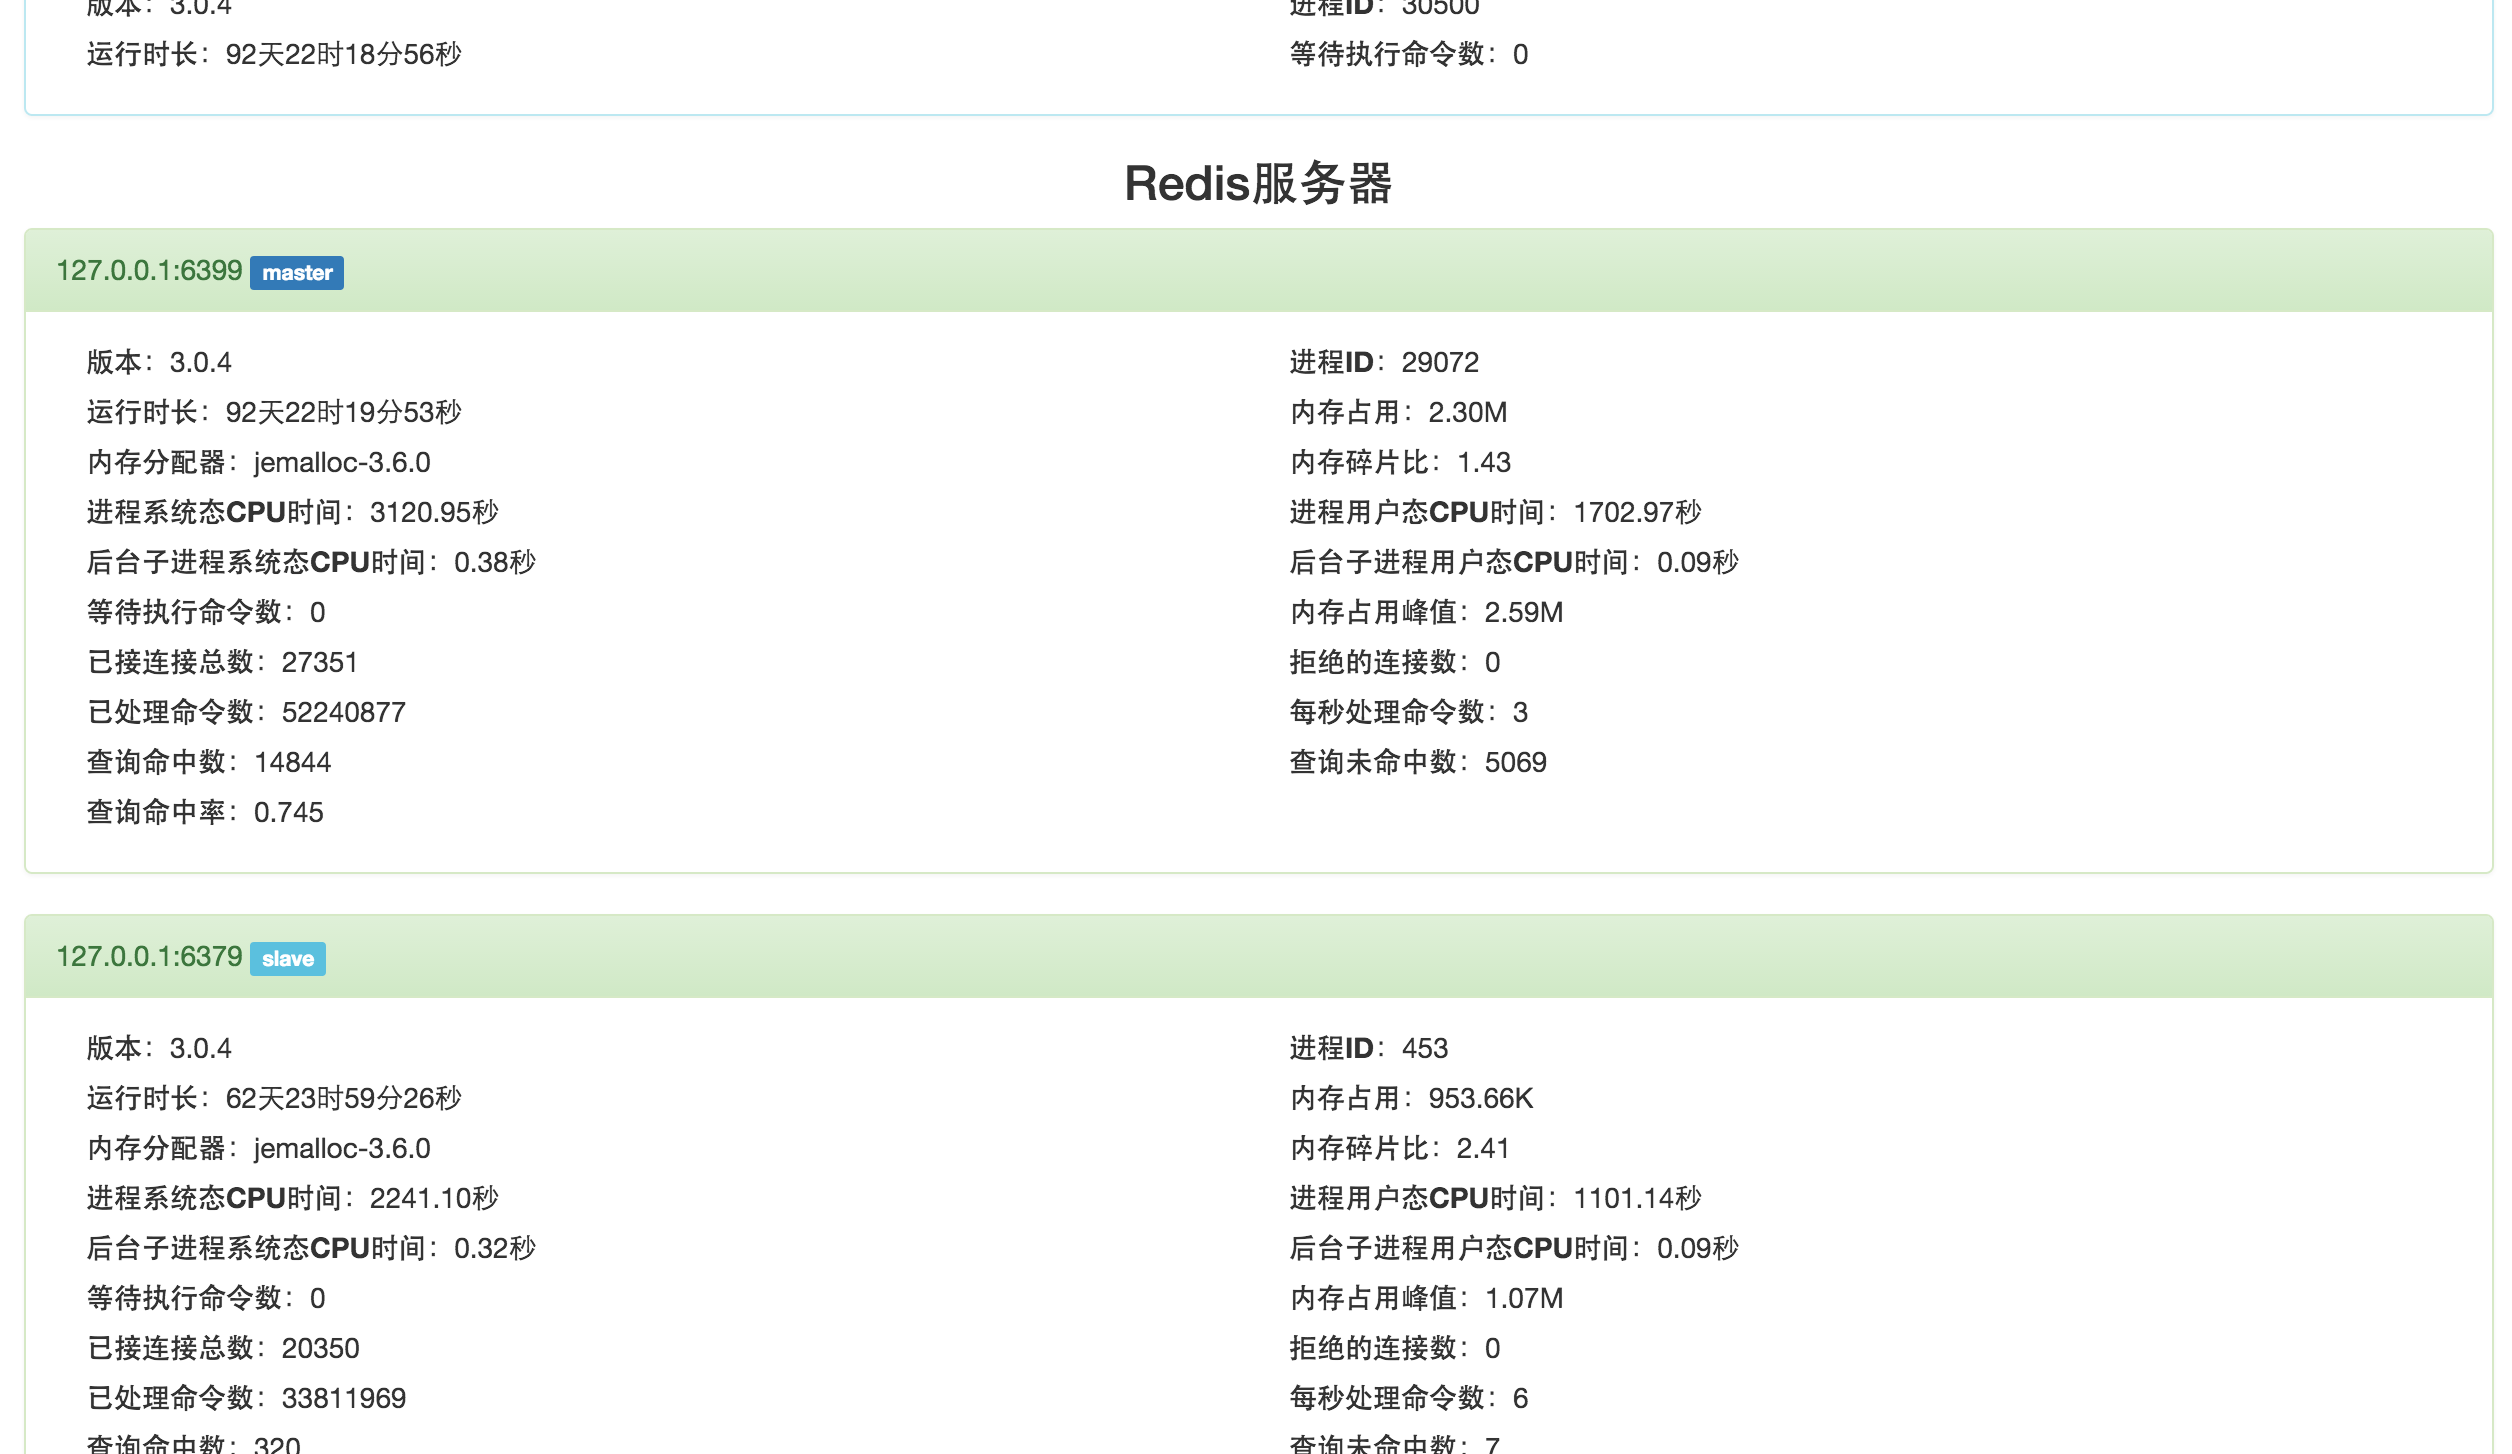 版本：3.0.4 进程ID：30500
运行时长：92天22时18分56秒 等待执行命令数：0
Redis服务器
127.0.0.1:6399 master
版本：3.0.4 进程ID：29072
运行时长：92天22时19分53秒 内存占用：2.30M
内存分配器：jemalloc-3.6.0 内存碎片比：1.43
进程系统态CPU时间：3120.95秒 进程用户态CPU时间：1702.97秒
后台子进程系统态CPU时间：0.38秒 后台子进程用户态CPU时间：0.09秒
等待执行命令数：0 内存占用峰值：2.59M
已接连接总数：27351 拒绝的连接数：0
已处理命令数：52240877 每秒处理命令数：3
查询命中数：14844 查询未命中数：5069
查询命中率：0.745
127.0.0.1:6379 slave
版本：3.0.4 进程ID：453
运行时长：62天23时59分26秒 内存占用：953.66K
内存分配器：jemalloc-3.6.0 内存碎片比：2.41
进程系统态CPU时间：2241.10秒 进程用户态CPU时间：1101.14秒
后台子进程系统态CPU时间：0.32秒 后台子进程用户态CPU时间：0.09秒
等待执行命令数：0 内存占用峰值：1.07M
已接连接总数：20350 拒绝的连接数：0
已处理命令数：33811969 每秒处理命令数：6
查询命中数：320 查询未命中数：7